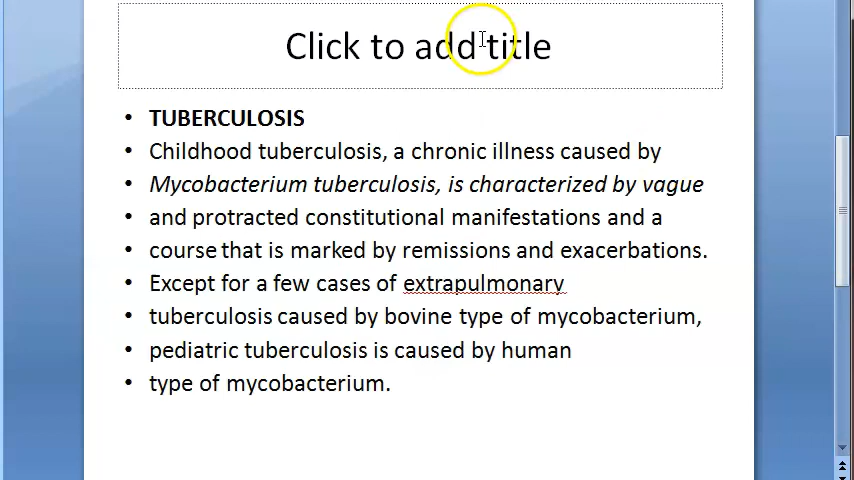 Click to add title
• TUBERCULOSIS
• Childhood tuberculosis, a chronic illness caused by
• Mycobacterium tuberculosis, is characterized by vague
• and protracted constitutional manifestations and a
• course that is marked by remissions and exacerbations.
• Except for a few cases of extrapulmonary
• tuberculosis caused by bovine type of mycobacterium,
• pediatric tuberculosis is caused by human
• type of mycobacterium.